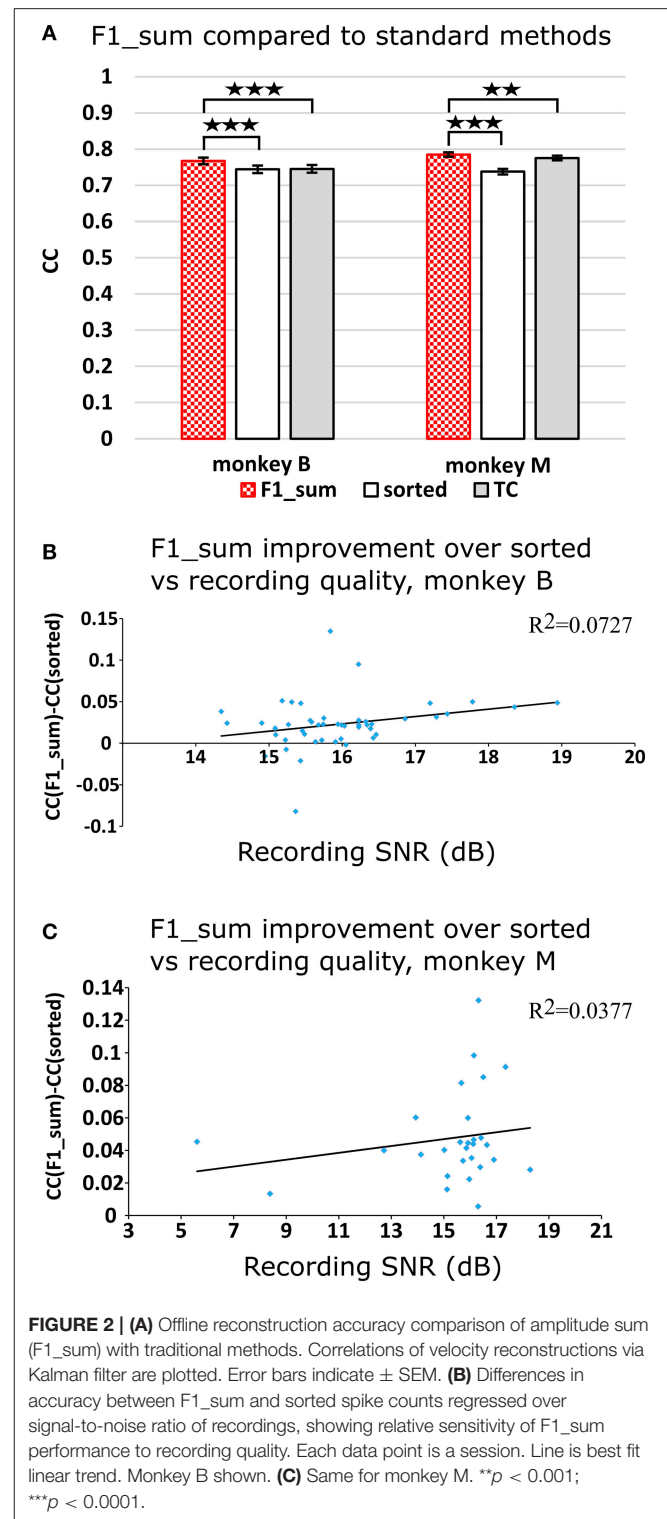 A
F1_sum compared to standard methods
★★★
★★
★★★
★★★
1
0.9
0.8
0.7
0.6
0.5
0.4
0.3
0.2
0.1
0
CC
monkey B
monkey M
F1_sum
sorted
TC
B
F1_sum improvement over sorted
vs recording quality, monkey B
R2=0.0727
0.15
0.1
0.05
0
-0.05
-0.1
CC(F1_sum)-CC(sorted)
14 15 16 17 18 19 20
Recording SNR (dB)
C
F1_sum improvement over sorted
vs recording quality, monkey M
R2=0.0377
0.14
0.12
0.1
0.08
0.06
0.04
0.02
0
CC(F1_sum)-CC(sorted)
3 5 7 9 11 13 15 17 19 21
Recording SNR (dB)
FIGURE 2 | (A) Offline reconstruction accuracy comparison of amplitude sum
(F1_sum) with traditional methods. Correlations of velocity reconstructions via
Kalman filter are plotted. Error bars indicate ± SEM. (B) Differences in
accuracy between F1_sum and sorted spike counts regressed over
signal-to-noise ratio of recordings, showing relative sensitivity of F1_sum
performance to recording quality. Each data point is a session. Line is best fit
linear trend. Monkey B shown. (C) Same for monkey M. **p < 0.001;
***p < 0.0001.